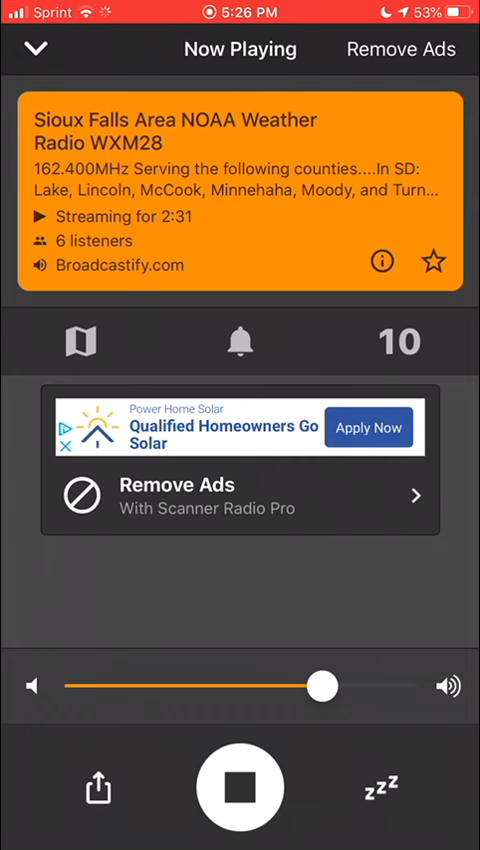 Sprint 5:26 PM 53%
Now Playing Remove Ads
Sioux Falls Area NOAA Weather
Radio WXM28
162.400MHz Serving the following counties....In SD:
Lake, Lincoln, McCook, Minnehaha, Moody, and Turn...
Streaming for 2:31
6 listeners
Broadcastify.com
10
Power Home Solar
Qualified Homeowners Go
Solar
Apply Now
Remove Ads
With Scanner Radio Pro
zzz